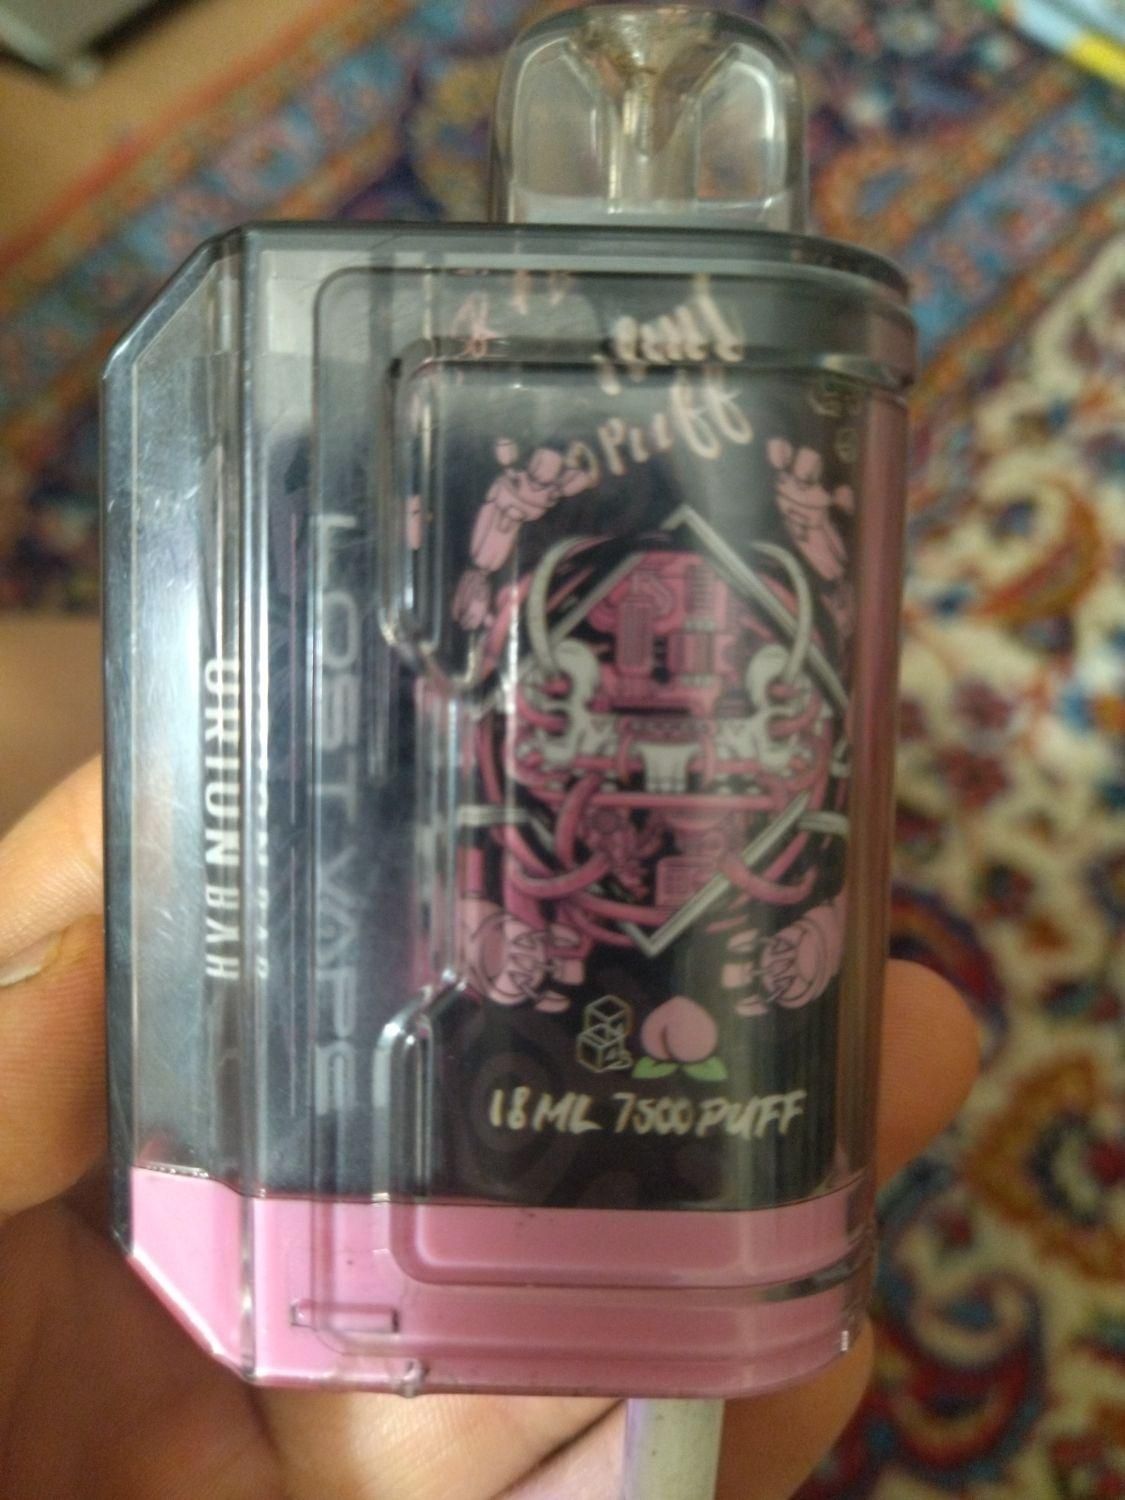 Puff
ORION BAR
LOST VAPE
18ML 7500PUFF